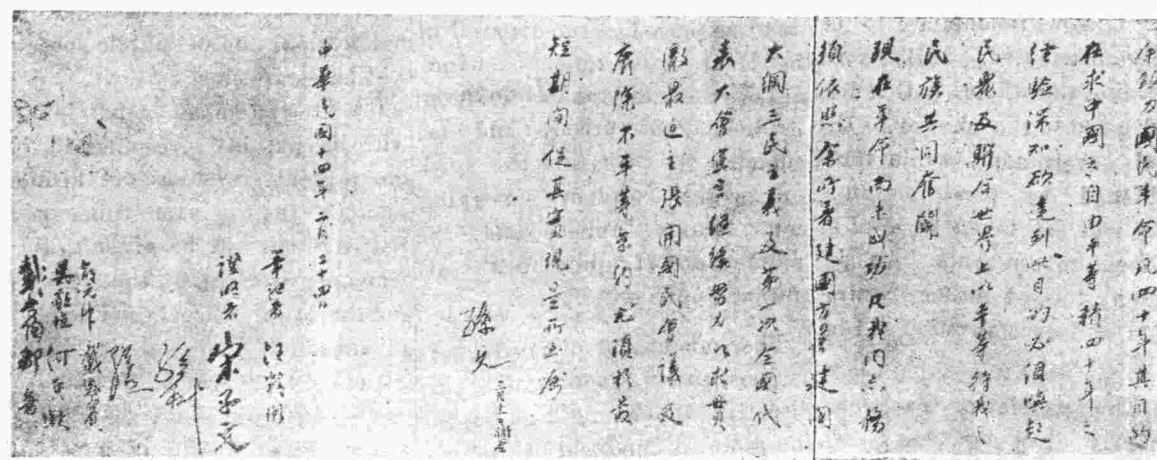 余致力國民革命凡四十年其目的
在求中國之自由平等積四十年之
經驗深知欲達到此目的必須喚起
民眾及聯合世界上以平等待我之
民族共同奮鬭
現在革命尚未成功凡我同志務
須依照余所著建國方畧建國
大綱三民主義及第一次全國代
表大會宣言繼續努力以求貫
徹最近主張開國民會議及
廢除不平等條約尤須於最
短期間促其實現是所至囑
孫文 三月十一日補簽
中華民國十四年二月二十四日
筆記者 汪精衛
證明者 宋子文
孫科
邵元冲 戴恩賽
吳敬恒 何香凝
鄒魯